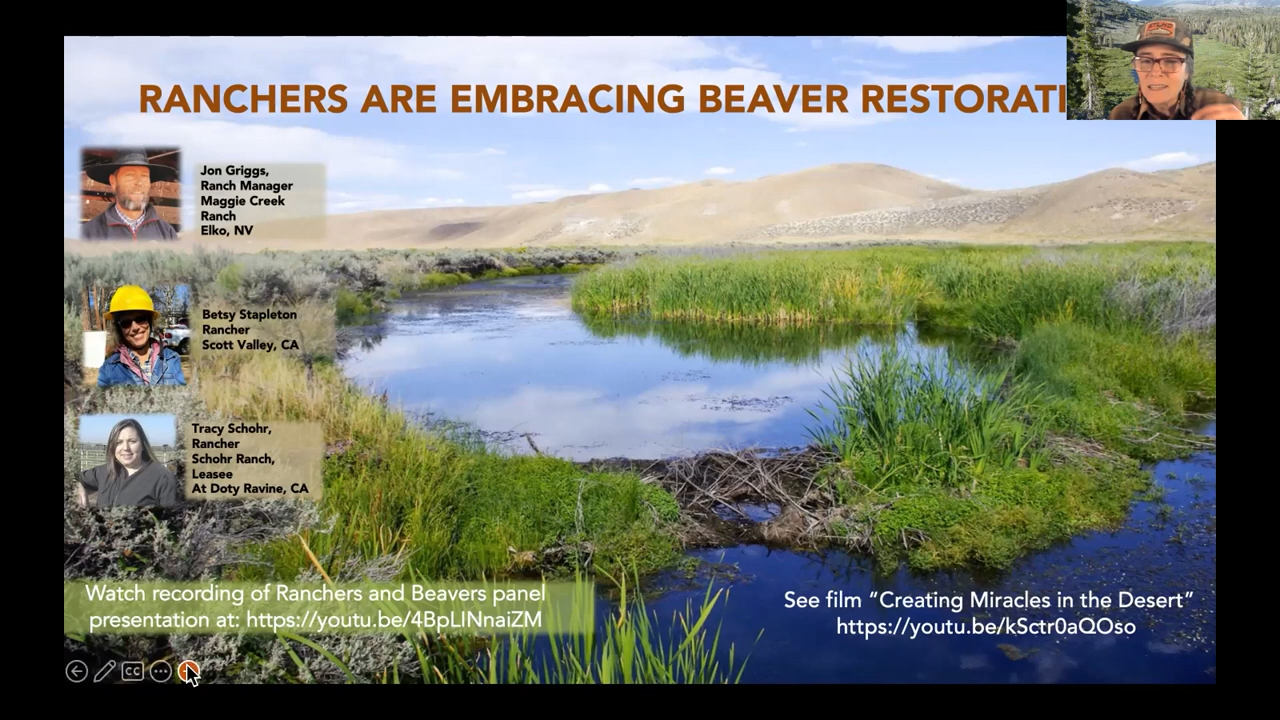 RANCHERS ARE EMBRACING BEAVER RESTORATI
Jon Griggs,
Ranch Manager
Maggie Creek
Ranch
Elko, NV
Betsy Stapleton
Rancher
Scott Valley, CA
Tracy Schohr,
Rancher
Schohr Ranch,
Leasee
At Doty Ravine, CA
Watch recording of Ranchers and Beavers panel
presentation at: https://youtu.be/4BpLINnaiZM
See film “Creating Miracles in the Desert”
https://youtu.be/kSctr0aQOso
CC